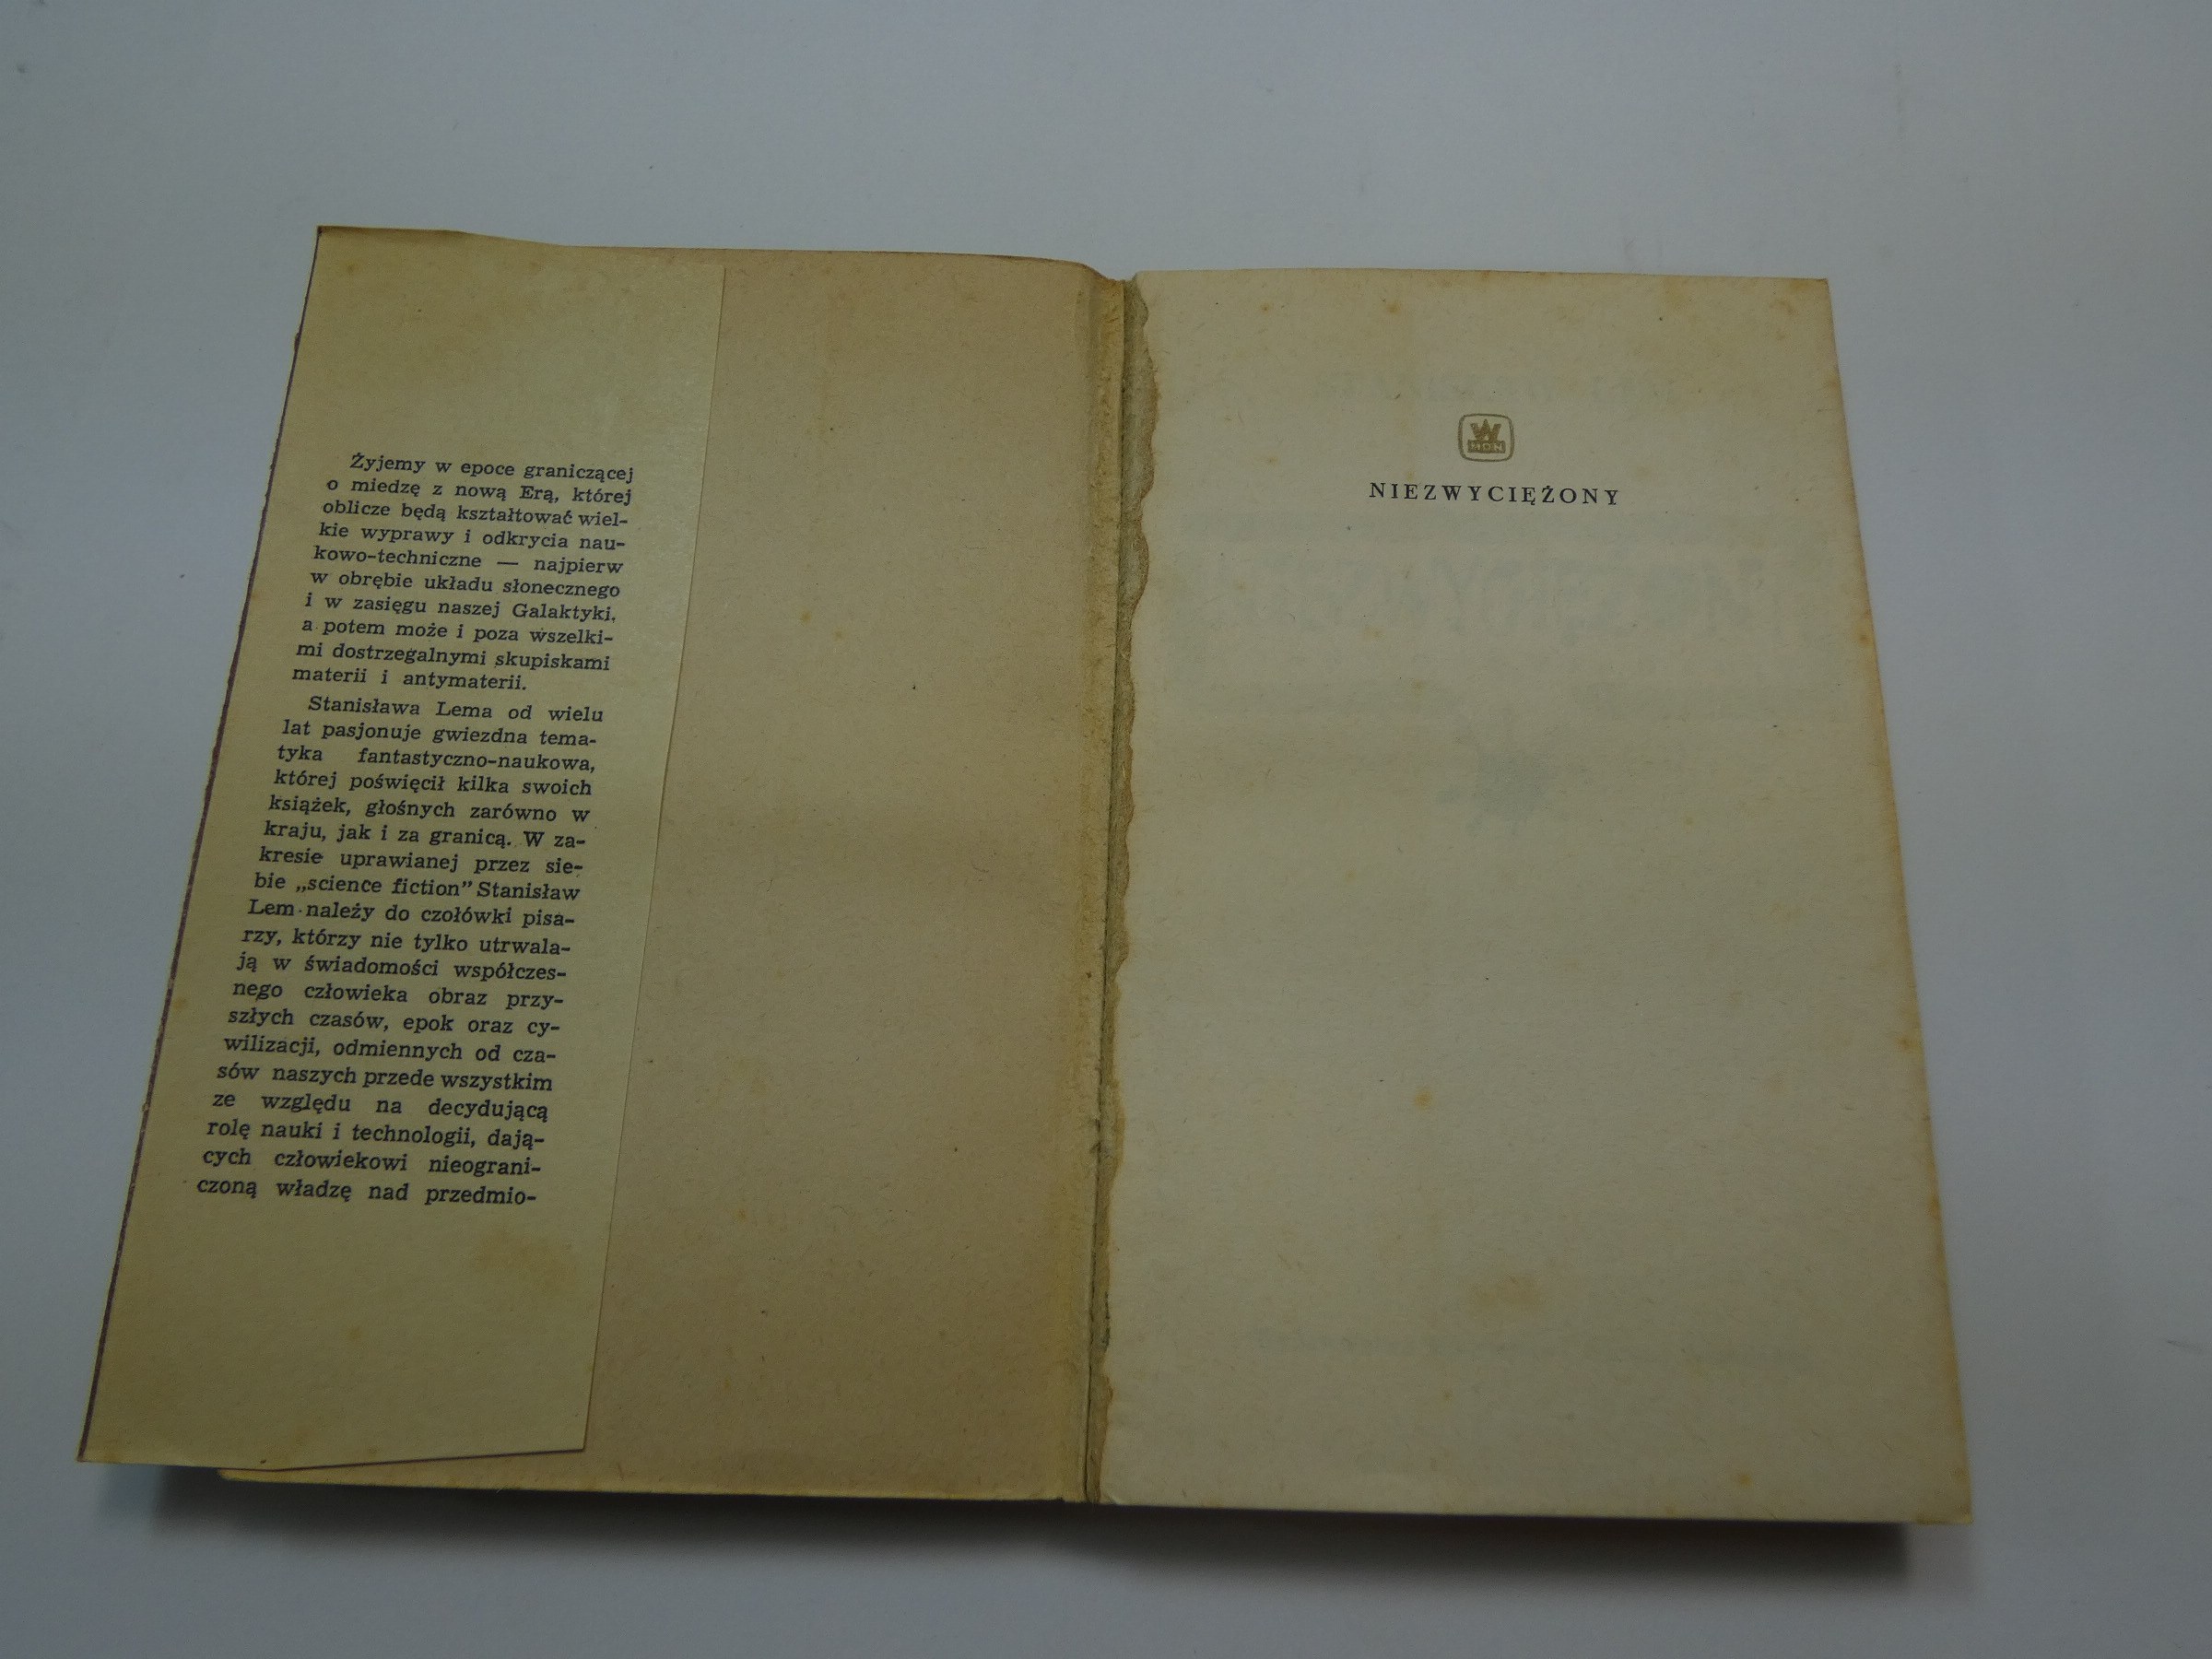 Żyjemy w epoce graniczącej
o miedzę z nową Erą, której
oblicze będą kształtować wiel-
kie wyprawy i odkrycia nau-
kowo-techniczne — najpierw
w obrębie układu słonecznego
i w zasięgu naszej Galaktyki,
a potem może i poza wszelki-
mi dostrzegalnymi skupiskami
materii i antymaterii.
Stanisława Lema od wielu
lat pasjonuje gwiezdna tema-
tyka fantastyczno-naukowa,
której poświęcił kilka swoich
książek, głośnych zarówno w
kraju, jak i za granicą. W za-
kresie uprawianej przez sie-
bie „science fiction” Stanisław
Lem należy do czołówki pisa-
rzy, którzy nie tylko utrwala-
ją w świadomości współczes-
nego człowieka obraz przy-
szłych czasów, epok oraz cy-
wilizacji, odmiennych od cza-
sów naszych przede wszystkim
ze względu na decydującą
rolę nauki i technologii, dają-
cych człowiekowi nieograni-
czoną władzę nad przedmio-
W
MON
NIEZWYCIĘŻONY